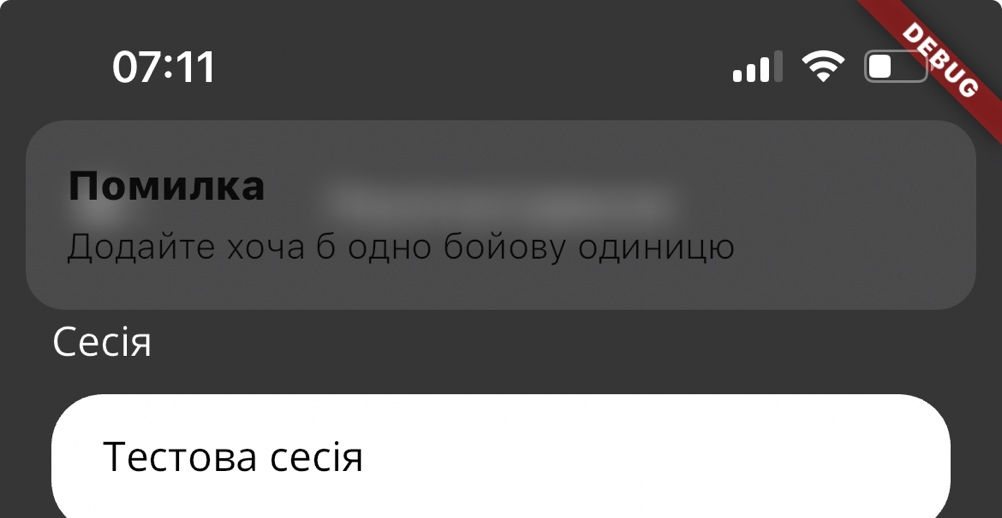 07:11
DEBUG
Помилка
Додайте хоча б одно бойову одиницю
Сесія
Тестова сесія